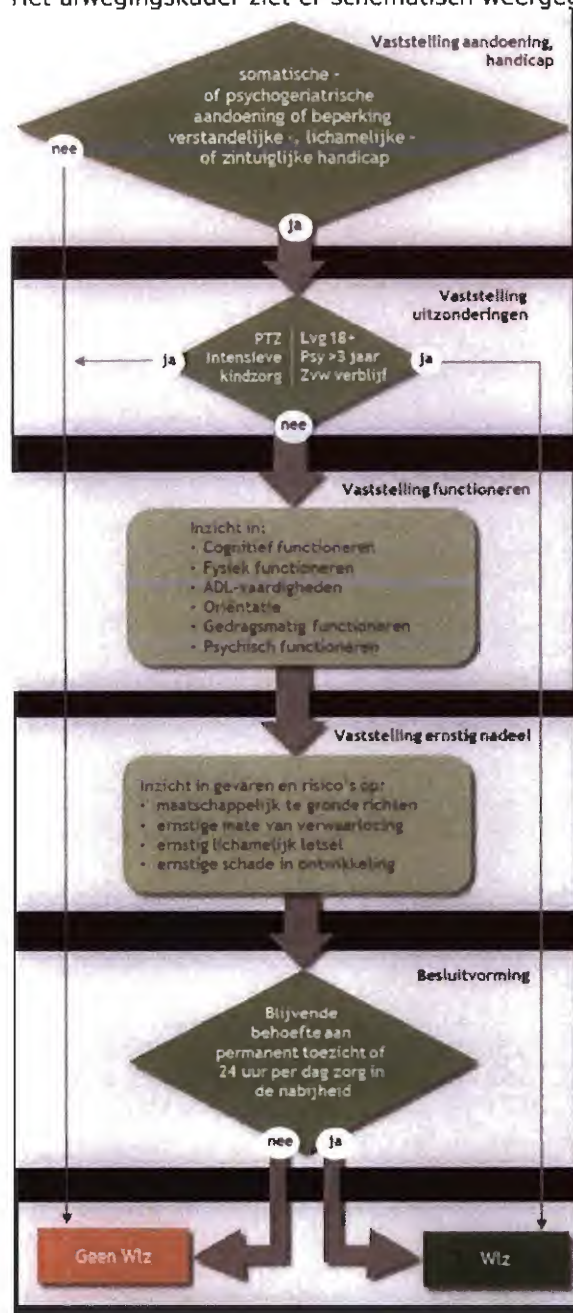 Het afwegingskader ziet er schematisch weergeg
Vaststelling aandoening,
handicap
somatische -
of psychogeriatrische
aandoening of beperking
verstandelijke -, lichamelijke -
of zintuiglijke handicap
nee
ja
Vaststelling
uitzonderingen
PTZ
Intensieve
kindzorg
Lvg 18+
Psy >3 jaar
Zvw verblijf
ja
ja
nee
Vaststelling functioneren
Inzicht in:
• Cognitief functioneren
• Fysiek functioneren
• ADL-vaardigheden
• Oriëntatie
• Gedragsmatig functioneren
• Psychisch functioneren
Vaststelling ernstig nadeel
Inzicht in gevaren en risico's op:
• maatschappelijk te gronde richten
• ernstige mate van verwaarlozing
• ernstig lichamelijk letsel
• ernstige schade in ontwikkeling
Besluitvorming
Blijvende
behoefte aan
permanent toezicht of
24 uur per dag zorg in
de nabijheid
nee
ja
Geen Wlz
Wlz